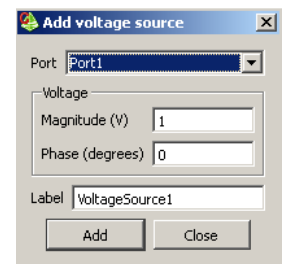 Add voltage source
Port Port1
Voltage
Magnitude (V) 1
Phase (degrees) 0
Label VoltageSource1
Add Close